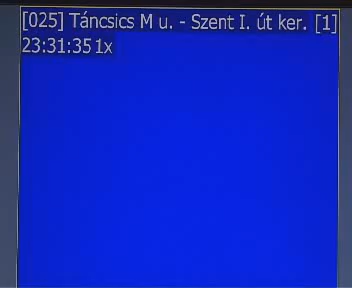 [025] Táncsics M u. - Szent I. út ker. [1]
23:31:35 1x